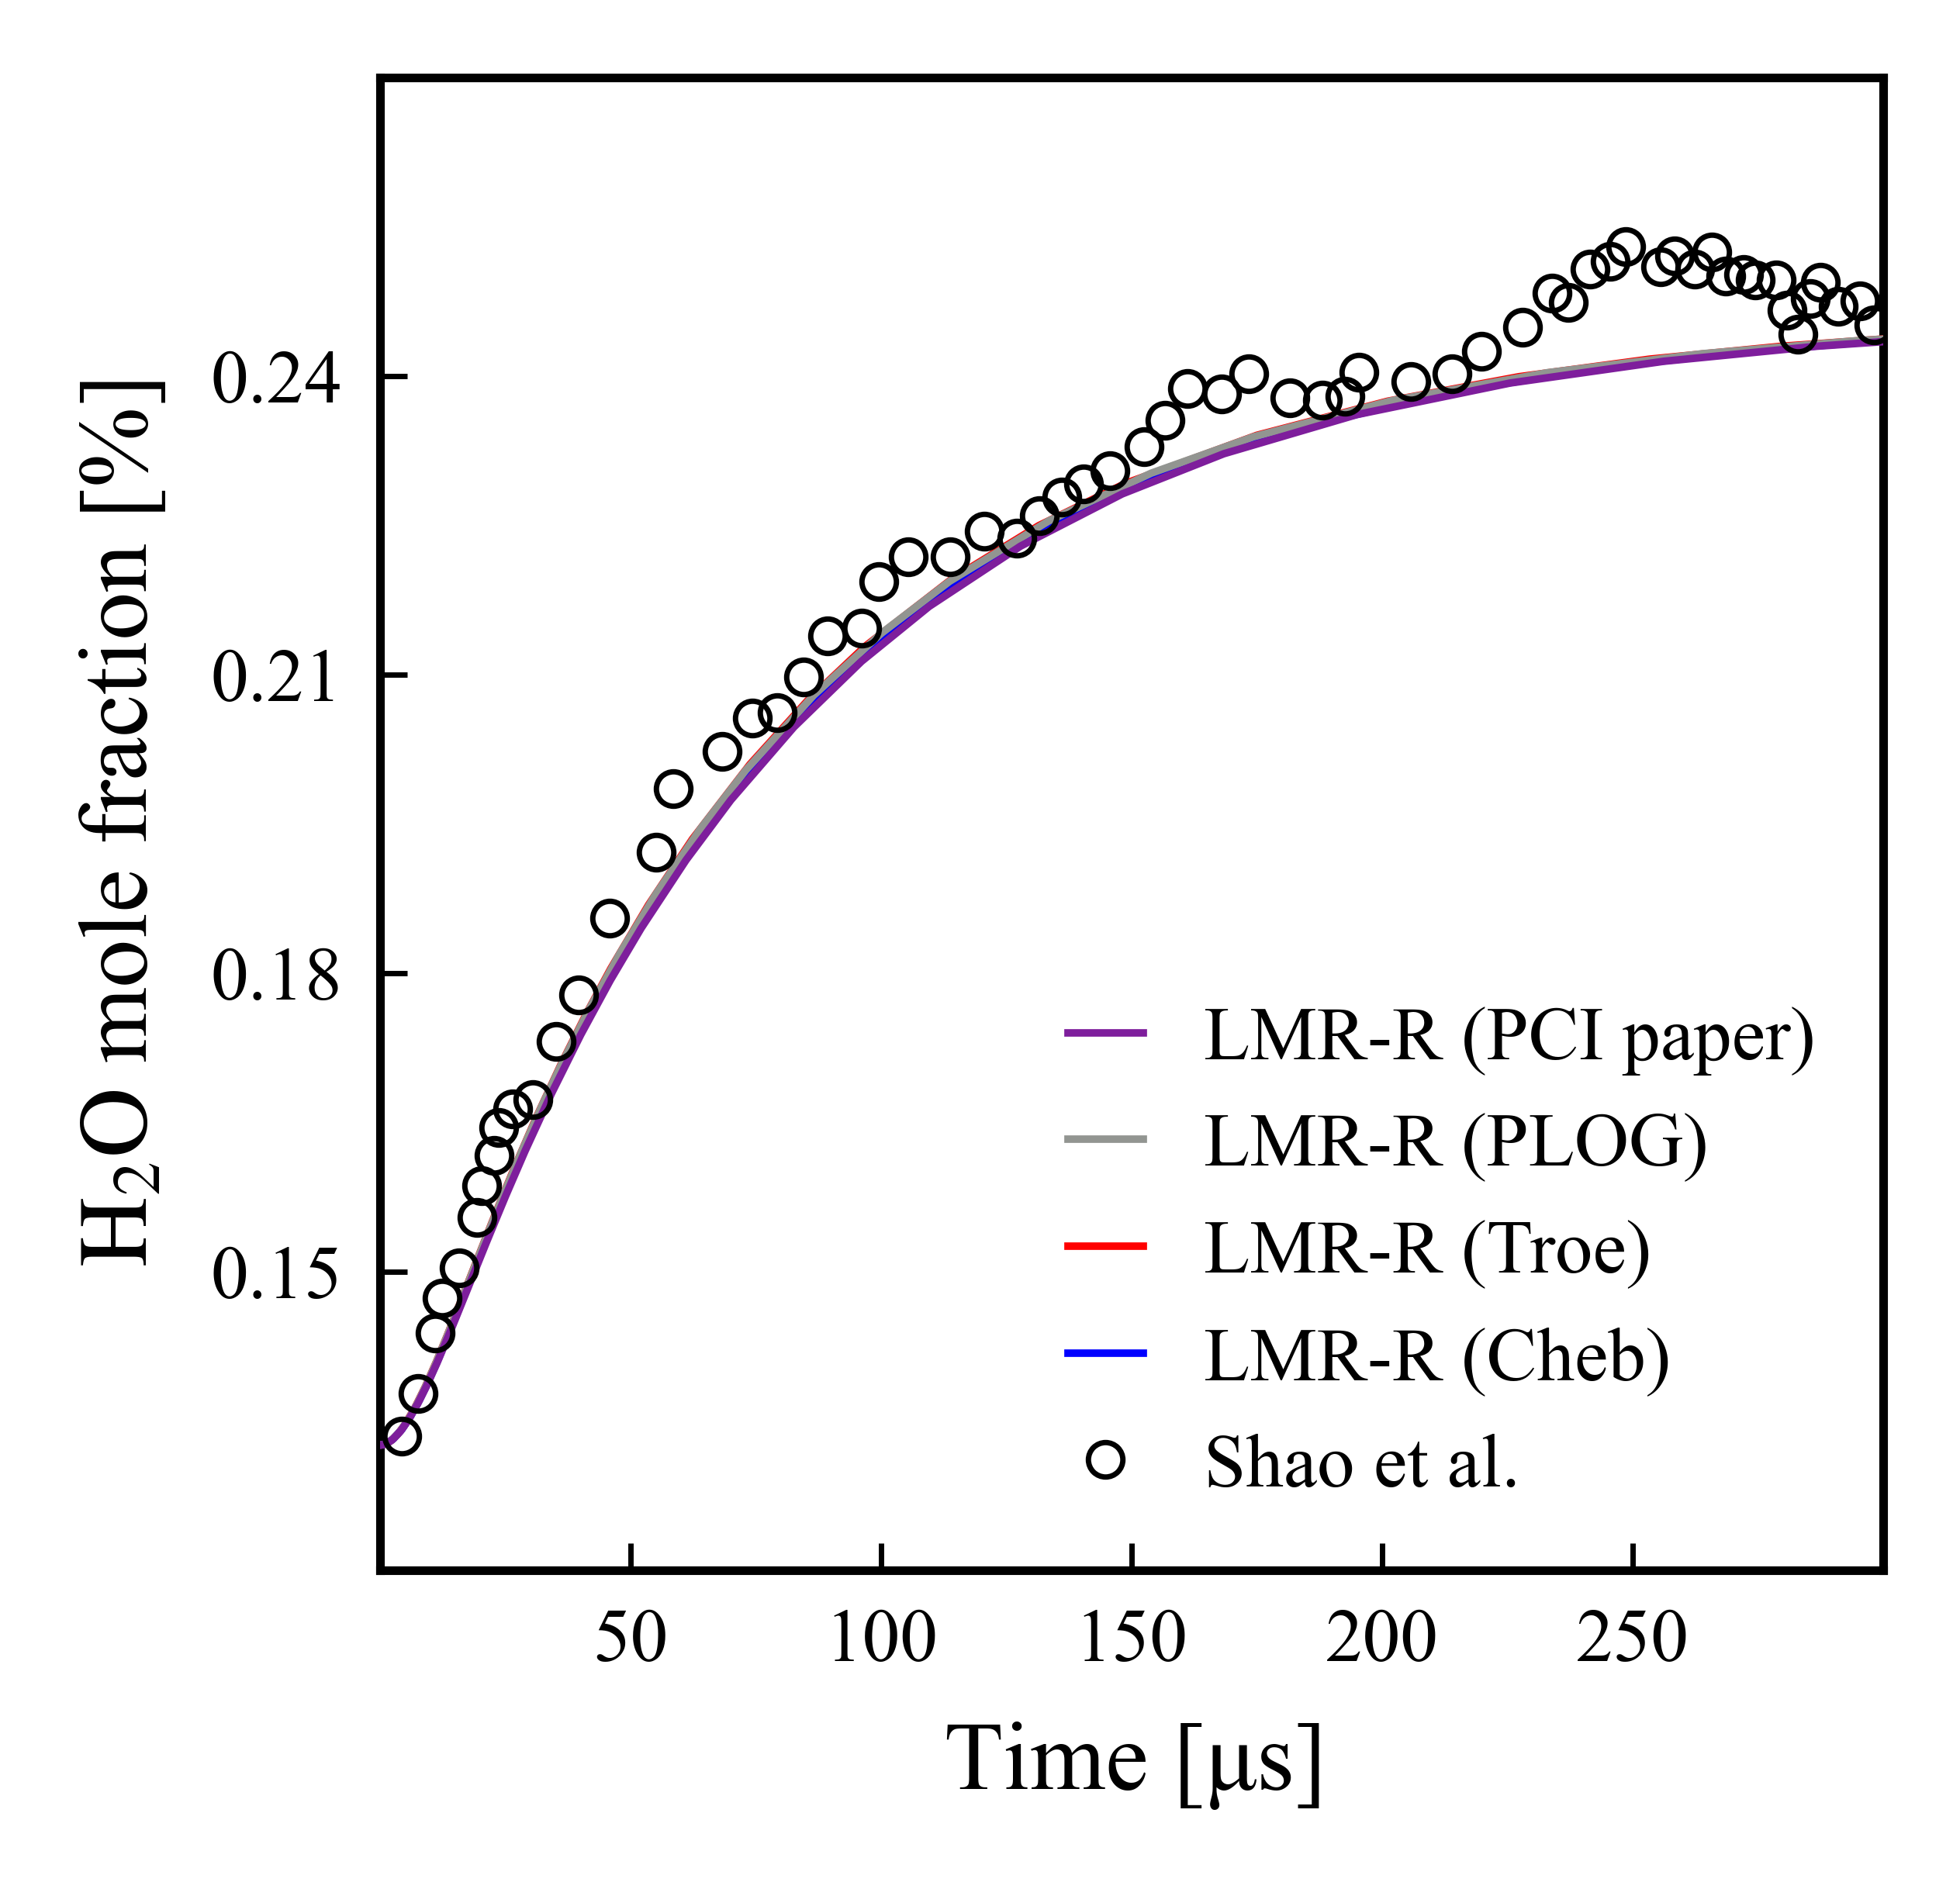 H₂O mole fraction [%]
0.24
0.21
0.18
0.15
LMR-R (PCI paper)
LMR-R (PLOG)
LMR-R (Troe)
LMR-R (Cheb)
Shao et al.
50 100 150 200 250
Time [μs]